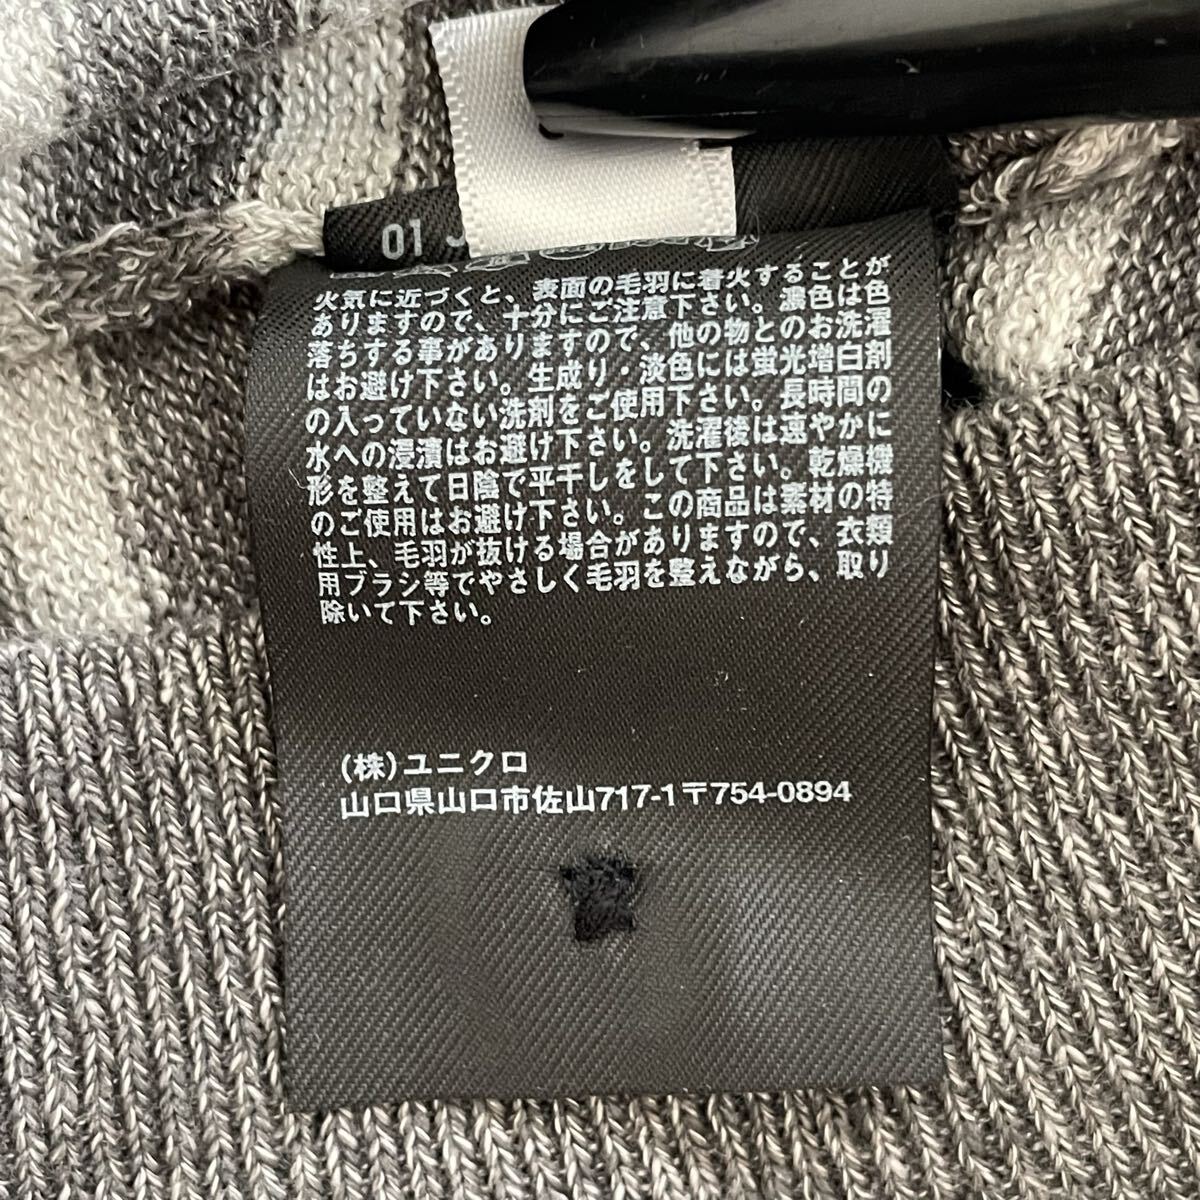 01 J
火気に近づくと、表面の毛羽に着火することが
ありますので、十分にご注意下さい。濃色は色
落ちする事がありますので、他の物とのお洗濯
はお避け下さい。生成り・淡色には蛍光増白剤
の入っていない洗剤をご使用下さい。長時間の
水への浸漬はお避け下さい。洗濯後は速やかに
形を整えて日陰で平干しをして下さい。乾燥機
のご使用はお避け下さい。この商品は素材の特
性上、毛羽が抜ける場合がありますので、衣類
用ブラシ等でやさしく毛羽を整えながら、取り
除いて下さい。
(株)ユニクロ
山口県山口市佐山717-1〒754-0894